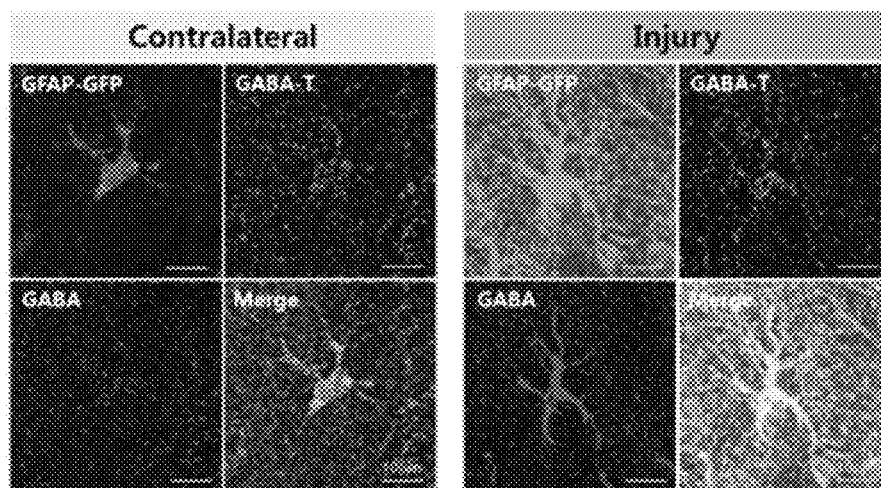 Contralateral
Injury
GFAP-GFP
GABA-T
GFAP-GFP
GABA-T
GABA
Merge
GABA
Merge